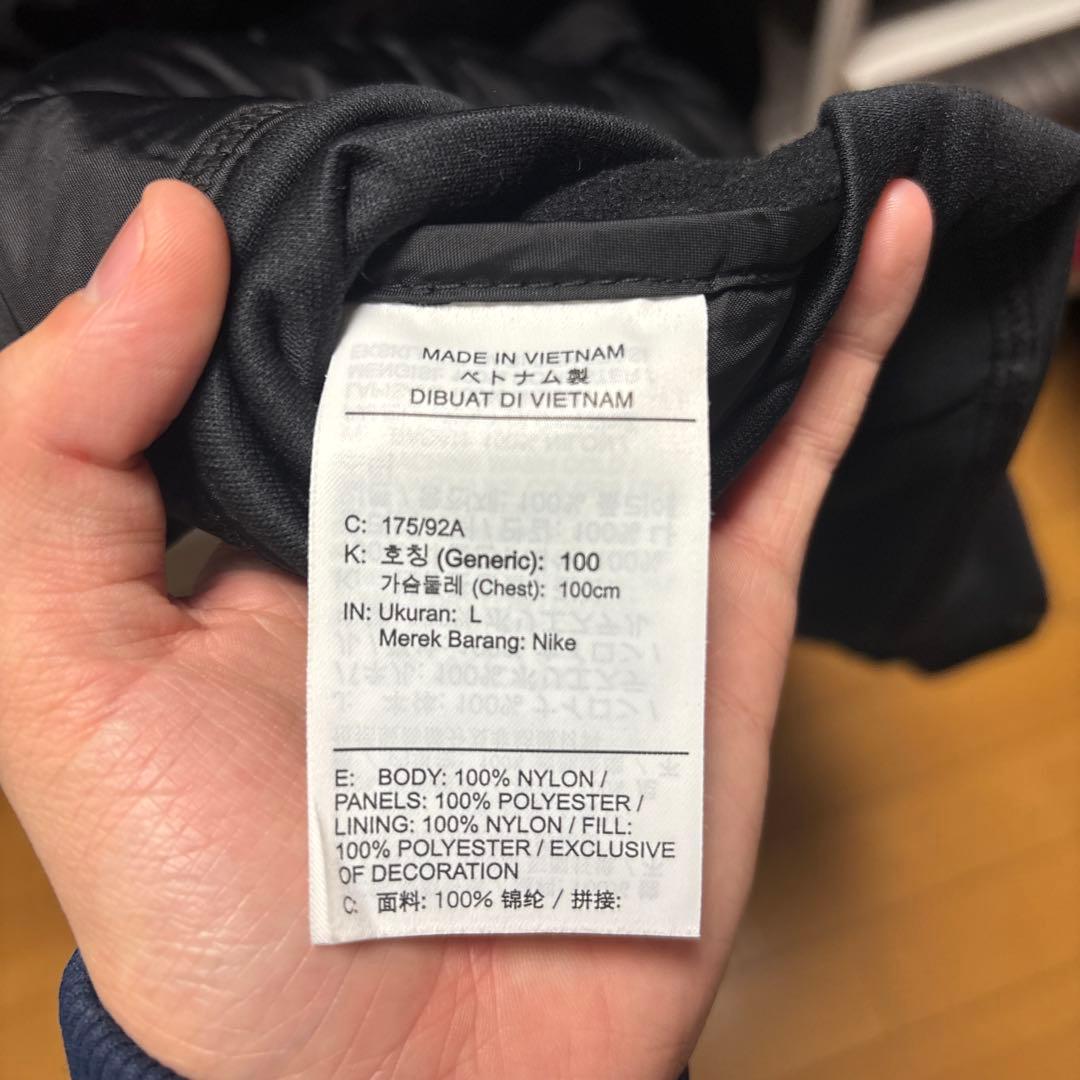 MADE IN VIETNAM
ベトナム製
DIBUAT DI VIETNAM
C: 175/92A
K: 호칭 (Generic): 100
가슴둘레 (Chest): 100cm
IN: Ukuran: L
Merek Barang: Nike
E: BODY: 100% NYLON /
PANELS: 100% POLYESTER /
LINING: 100% NYLON / FILL:
100% POLYESTER / EXCLUSIVE
OF DECORATION
C: 面料: 100% 锦纶 / 拼接: